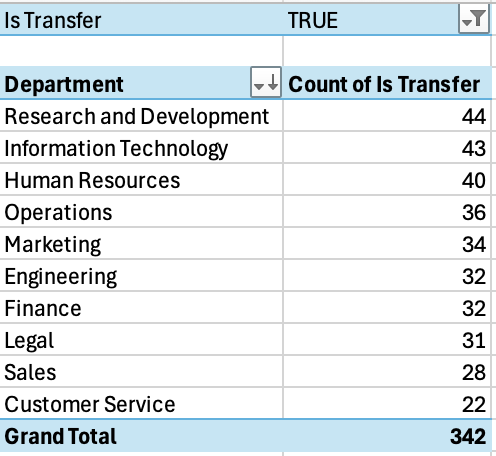 Is Transfer TRUE
Department Count of Is Transfer
Research and Development 44
Information Technology 43
Human Resources 40
Operations 36
Marketing 34
Engineering 32
Finance 32
Legal 31
Sales 28
Customer Service 22
Grand Total 342